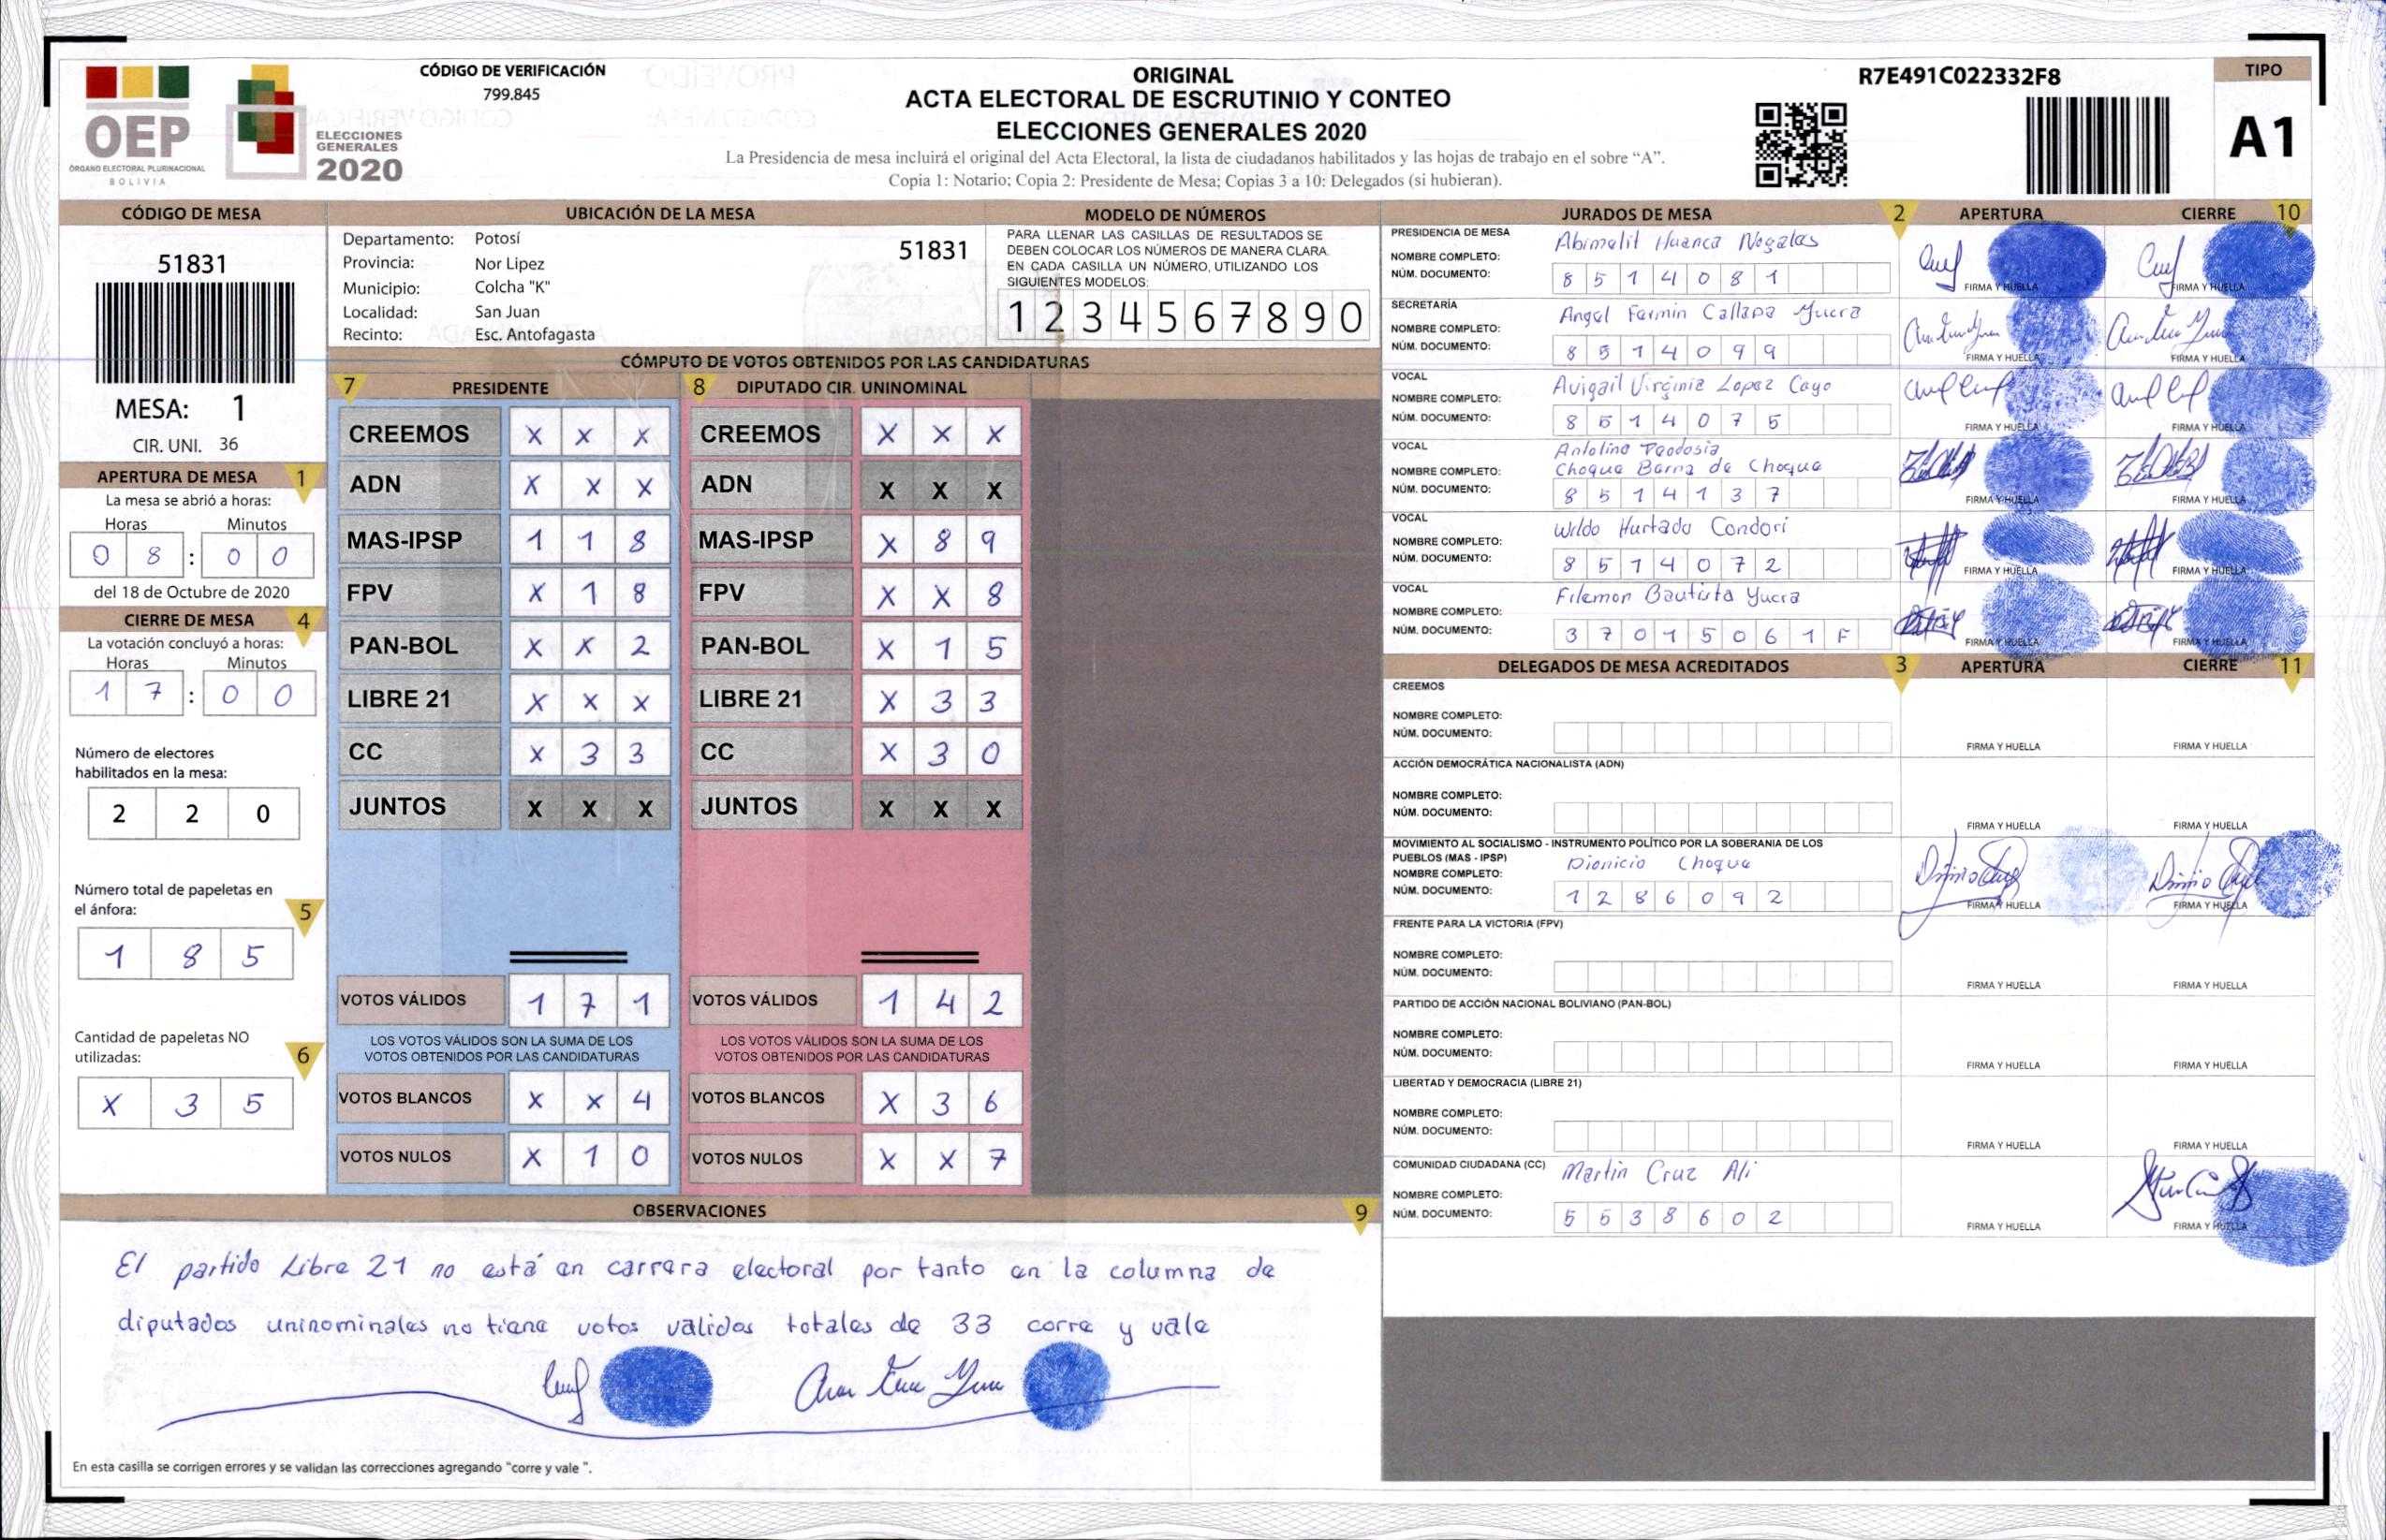 OEP
ÓRGANO ELECTORAL PLURINACIONAL
BOLIVIA
ELECCIONES
GENERALES
2020
CÓDIGO DE VERIFICACIÓN
799.845
ORIGINAL
ACTA ELECTORAL DE ESCRUTINIO Y CONTEO
ELECCIONES GENERALES 2020
La Presidencia de mesa incluirá el original del Acta Electoral, la lista de ciudadanos habilitados y las hojas de trabajo en el sobre “A”.
Copia 1: Notario; Copia 2: Presidente de Mesa; Copias 3 a 10: Delegados (si hubieran).
R7E491C022332F8
TIPO
A1
CÓDIGO DE MESA
51831
MESA: 1
CIR. UNI. 36
APERTURA DE MESA 1
La mesa se abrió a horas:
Horas Minutos
0 8 : 0 0
del 18 de Octubre de 2020
CIERRE DE MESA 4
La votación concluyó a horas:
Horas Minutos
1 7 : 0 0
Número de electores
habilitados en la mesa:
2 2 0
Número total de papeletas en
el ánfora: 5
1 8 5
Cantidad de papeletas NO
utilizadas: 6
X 3 5
UBICACIÓN DE LA MESA
Departamento: Potosí 51831
Provincia: Nor Lipez
Municipio: Colcha "K"
Localidad: San Juan
Recinto: Esc. Antofagasta
MODELO DE NÚMEROS
PARA LLENAR LAS CASILLAS DE RESULTADOS SE
DEBEN COLOCAR LOS NÚMEROS DE MANERA CLARA.
EN CADA CASILLA UN NÚMERO, UTILIZANDO LOS
SIGUIENTES MODELOS:
1 2 3 4 5 6 7 8 9 0
CÓMPUTO DE VOTOS OBTENIDOS POR LAS CANDIDATURAS
7 PRESIDENTE 8 DIPUTADO CIR. UNINOMINAL
CREEMOS X X X CREEMOS X X X
ADN X X X ADN X X X
MAS-IPSP 1 1 8 MAS-IPSP X 8 9
FPV X 1 8 FPV X X 8
PAN-BOL X X 2 PAN-BOL X 1 5
LIBRE 21 X X X LIBRE 21 X 3 3
CC X 3 3 CC X 3 0
JUNTOS X X X JUNTOS X X X
VOTOS VÁLIDOS 1 7 1 VOTOS VÁLIDOS 1 4 2
LOS VOTOS VÁLIDOS SON LA SUMA DE LOS LOS VOTOS VÁLIDOS SON LA SUMA DE LOS
VOTOS OBTENIDOS POR LAS CANDIDATURAS VOTOS OBTENIDOS POR LAS CANDIDATURAS
VOTOS BLANCOS X X 4 VOTOS BLANCOS X 3 6
VOTOS NULOS X 1 0 VOTOS NULOS X X 7
OBSERVACIONES 9
El partido Libre 21 no está en carrera electoral por tanto en la columna de
diputados uninominales no tiene votos validos totales de 33 corre y vale
En esta casilla se corrigen errores y se validan las correcciones agregando "corre y vale ".
JURADOS DE MESA 2 APERTURA CIERRE 10
PRESIDENCIA DE MESA
NOMBRE COMPLETO: Abimelit Huanca Nogales
NÚM. DOCUMENTO: 8 5 1 4 0 8 1
FIRMA Y HUELLA FIRMA Y HUELLA
SECRETARÍA
NOMBRE COMPLETO: Angel Fermin Callapa Yucra
NÚM. DOCUMENTO: 8 5 1 4 0 9 9
FIRMA Y HUELLA FIRMA Y HUELLA
VOCAL
NOMBRE COMPLETO: Avigail Virginia Lopez Cayo
NÚM. DOCUMENTO: 8 5 1 4 0 7 5
FIRMA Y HUELLA FIRMA Y HUELLA
VOCAL Antolina Teodosia
NOMBRE COMPLETO: Choque Barna de Choque
NÚM. DOCUMENTO: 8 5 1 4 1 3 7
FIRMA Y HUELLA FIRMA Y HUELLA
VOCAL
NOMBRE COMPLETO: Wildo Hurtado Condori
NÚM. DOCUMENTO: 8 5 1 4 0 7 2
FIRMA Y HUELLA FIRMA Y HUELLA
VOCAL
NOMBRE COMPLETO: Filemon Bautista Yucra
NÚM. DOCUMENTO: 3 7 0 1 5 0 6 1 F
FIRMA Y HUELLA FIRMA Y HUELLA
DELEGADOS DE MESA ACREDITADOS 3 APERTURA CIERRE 11
CREEMOS
NOMBRE COMPLETO:
NÚM. DOCUMENTO:
FIRMA Y HUELLA FIRMA Y HUELLA
ACCIÓN DEMOCRÁTICA NACIONALISTA (ADN)
NOMBRE COMPLETO:
NÚM. DOCUMENTO:
FIRMA Y HUELLA FIRMA Y HUELLA
MOVIMIENTO AL SOCIALISMO - INSTRUMENTO POLÍTICO POR LA SOBERANIA DE LOS
PUEBLOS (MAS - IPSP)
NOMBRE COMPLETO: Dionicio Choque
NÚM. DOCUMENTO: 1 2 8 6 0 9 2
FIRMA Y HUELLA FIRMA Y HUELLA
FRENTE PARA LA VICTORIA (FPV)
NOMBRE COMPLETO:
NÚM. DOCUMENTO:
FIRMA Y HUELLA FIRMA Y HUELLA
PARTIDO DE ACCIÓN NACIONAL BOLIVIANO (PAN-BOL)
NOMBRE COMPLETO:
NÚM. DOCUMENTO:
FIRMA Y HUELLA FIRMA Y HUELLA
LIBERTAD Y DEMOCRACIA (LIBRE 21)
NOMBRE COMPLETO:
NÚM. DOCUMENTO:
FIRMA Y HUELLA FIRMA Y HUELLA
COMUNIDAD CIUDADANA (CC) Martin Cruz Ali
NOMBRE COMPLETO:
NÚM. DOCUMENTO: 5 5 3 8 6 0 2
FIRMA Y HUELLA FIRMA Y HUELLA